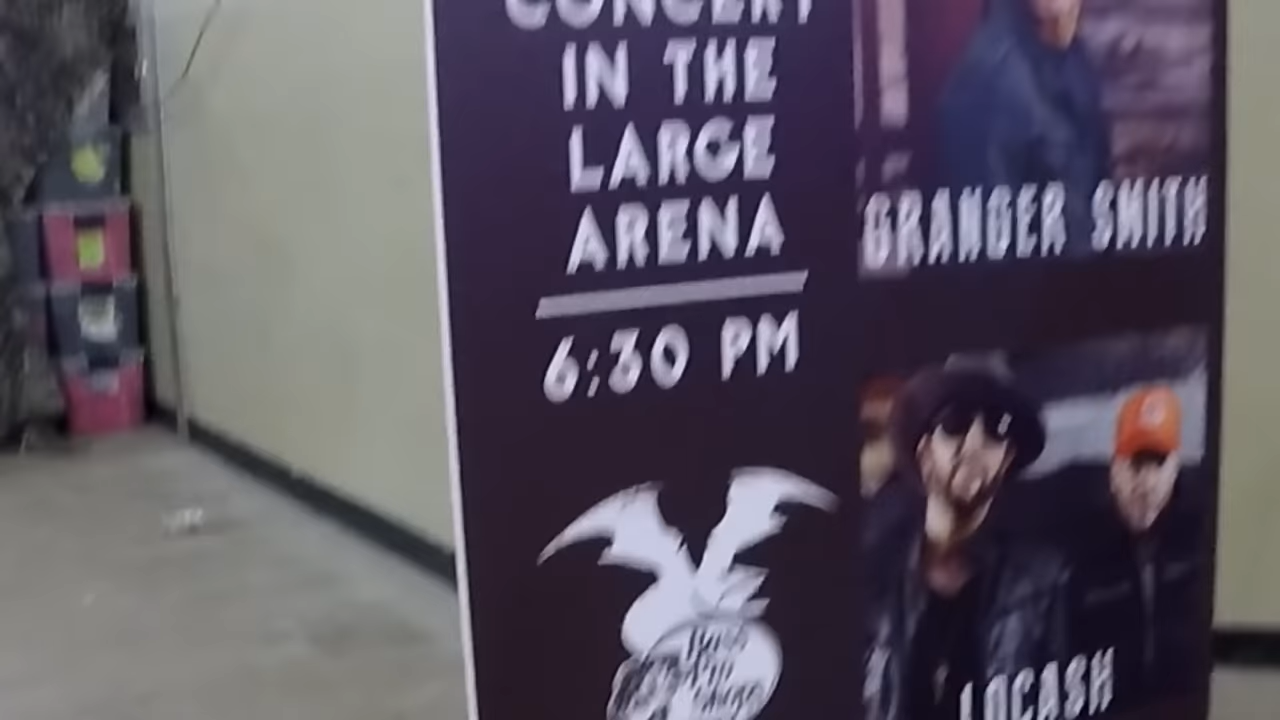 CONCERT
IN THE
LARGE
ARENA
6:30 PM
GRANGER SMITH
LOCASH